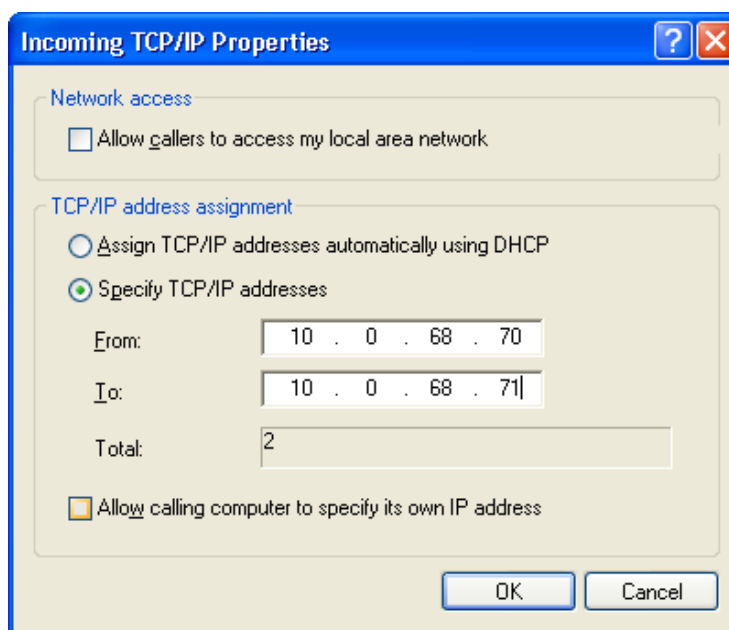 Incoming TCP/IP Properties
Network access
Allow callers to access my local area network
TCP/IP address assignment
Assign TCP/IP addresses automatically using DHCP
Specify TCP/IP addresses
From: 10 . 0 . 68 . 70
To: 10 . 0 . 68 . 71
Total: 2
Allow calling computer to specify its own IP address
OK Cancel